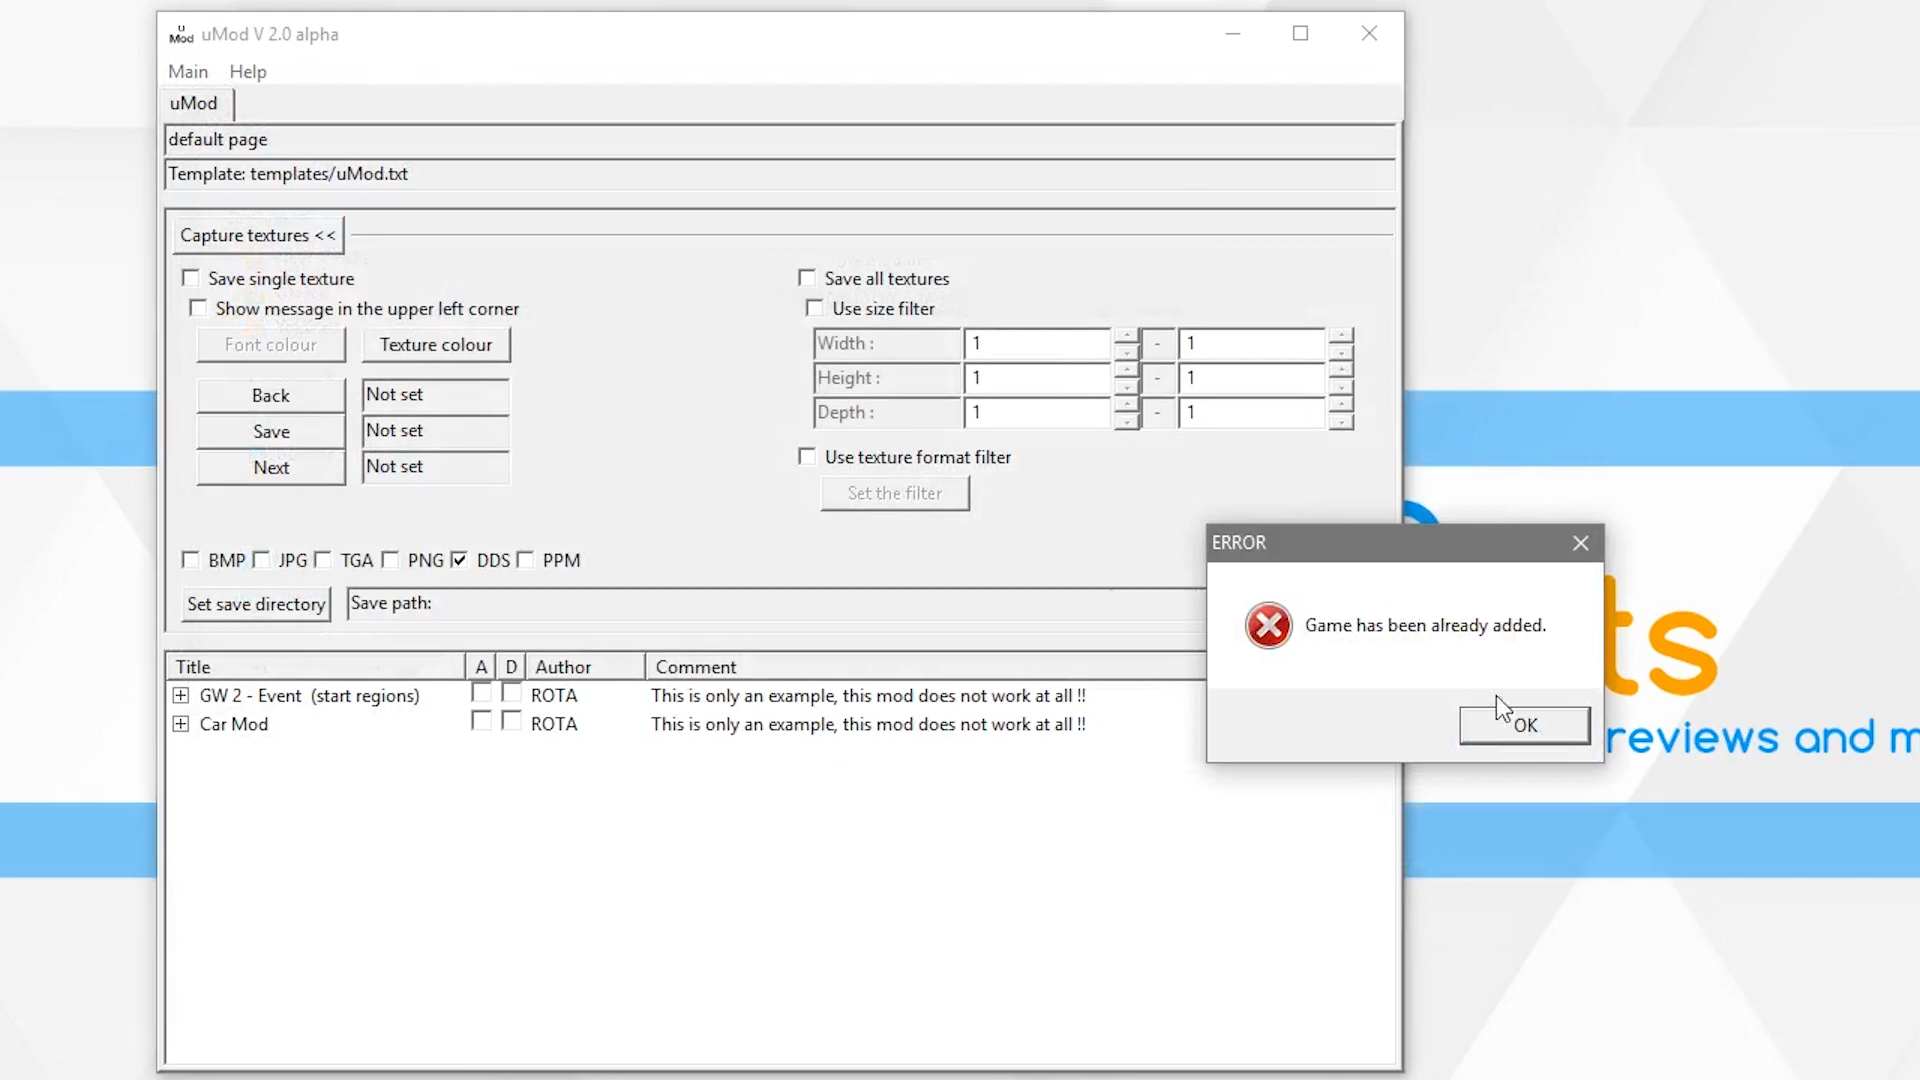 U
Mod uMod V 2.0 alpha
Main Help
uMod
default page
Template: templates/uMod.txt
Capture textures <<
Save single texture
Save all textures
Show message in the upper left corner
Use size filter
Font colour Texture colour
Width : 1 - 1
Height : 1 - 1
Depth : 1 - 1
Back Not set
Save Not set
Next Not set
Use texture format filter
Set the filter
BMP JPG TGA PNG DDS PPM
Set save directory Save path:
ERROR
Game has been already added.
OK
Title A D Author Comment
GW 2 - Event (start regions) ROTA This is only an example, this mod does not work at all !!
Car Mod ROTA This is only an example, this mod does not work at all !!
ts
reviews and m